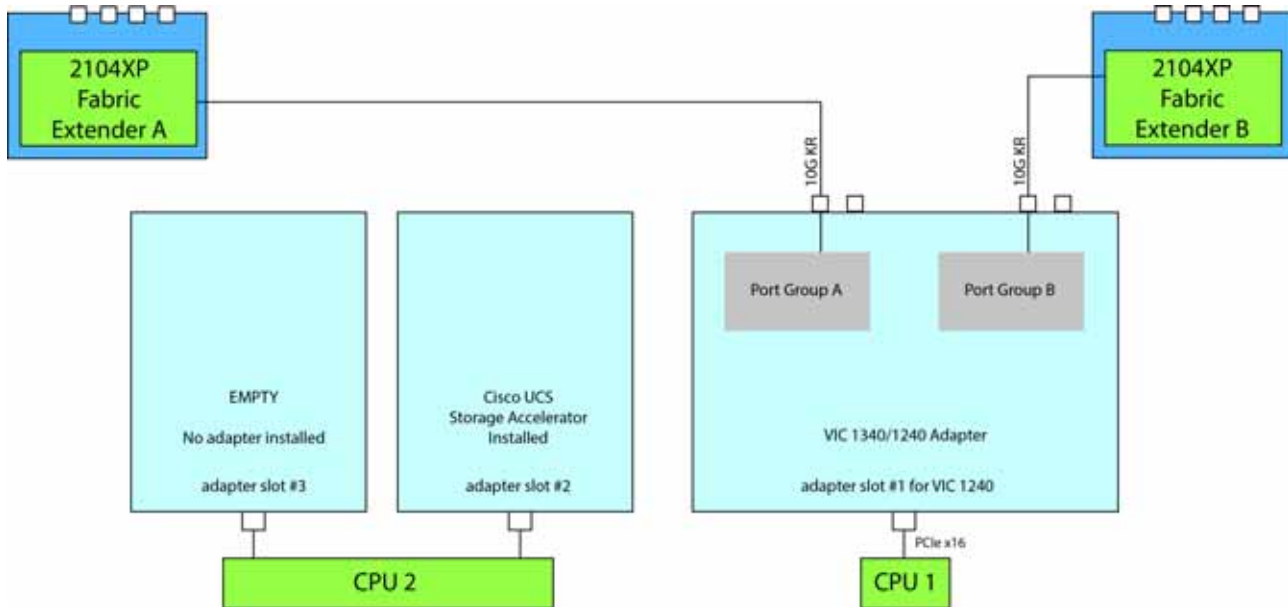 2104XP
Fabric
Extender A
2104XP
Fabric
Extender B
10G KR
10G KR
Port Group A
Port Group B
EMPTY
No adapter installed
adapter slot #3
Cisco UCS
Storage Accelerator
Installed
adapter slot #2
VIC 1340/1240 Adapter
adapter slot #1 for VIC 1240
PCIe x16
CPU 2
CPU 1